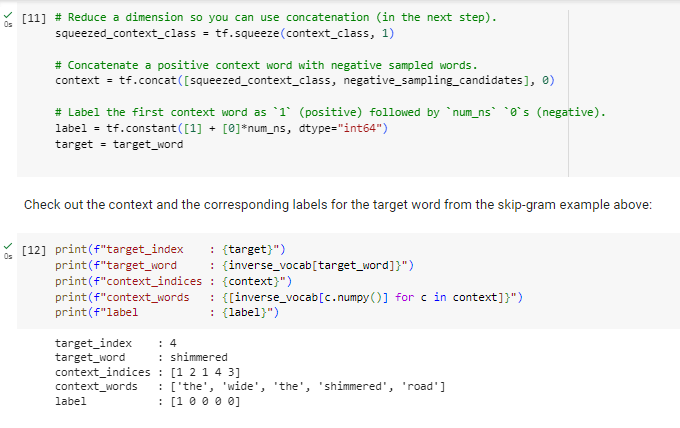 [11] # Reduce a dimension so you can use concatenation (in the next step).
0s
squeezed_context_class = tf.squeeze(context_class, 1)
# Concatenate a positive context word with negative sampled words.
context = tf.concat([squeezed_context_class, negative_sampling_candidates], 0)
# Label the first context word as `1` (positive) followed by `num_ns` `0`s (negative).
label = tf.constant([1] + [0]*num_ns, dtype="int64")
target = target_word
Check out the context and the corresponding labels for the target word from the skip-gram example above:
[12] print(f"target_index    : {target}")
0s
print(f"target_word     : {inverse_vocab[target_word]}")
print(f"context_indices : {context}")
print(f"context_words   : {[inverse_vocab[c.numpy()] for c in context]}")
print(f"label           : {label}")
target_index    : 4
target_word     : shimmered
context_indices : [1 2 1 4 3]
context_words   : ['the', 'wide', 'the', 'shimmered', 'road']
label           : [1 0 0 0 0]